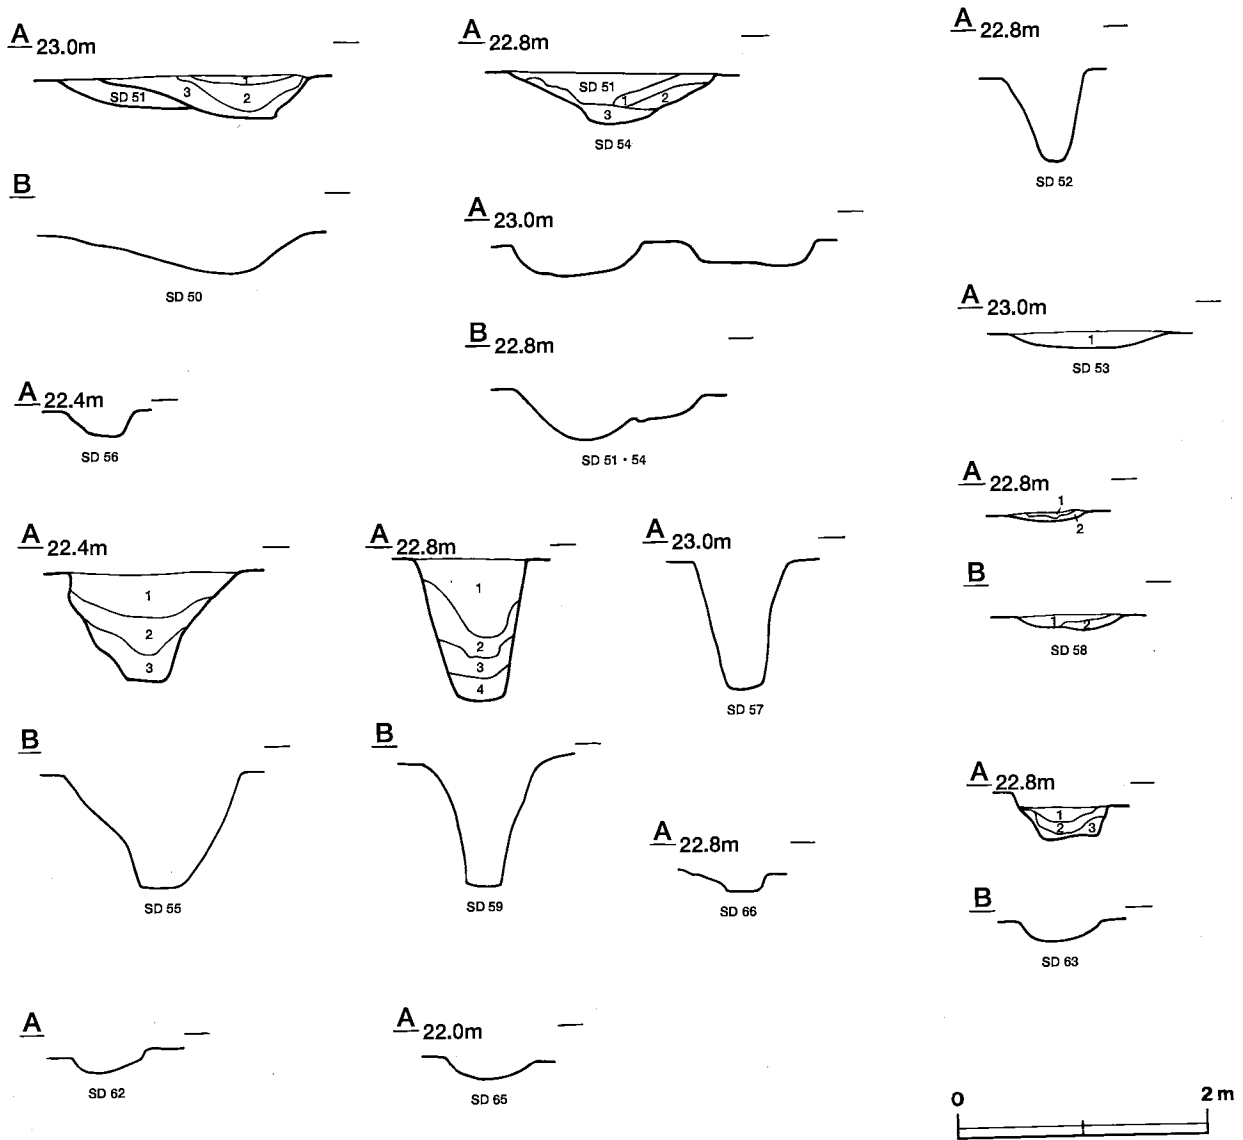 A 23.0m
SD 51
1
2
3
B
SD 50
A 22.8m
SD 51
1
2
3
SD 54
A 22.8m
SD 52
A 23.0m
B 22.8m
SD 51・54
A 23.0m
1
SD 53
A 22.4m
SD 56
A 22.8m
1
2
B
1
2
SD 58
A 22.4m
1
2
3
B
SD 55
A 22.8m
1
2
3
4
B
SD 59
A 23.0m
SD 57
A 22.8m
SD 66
A 22.8m
1
2
3
B
SD 63
A
SD 62
A 22.0m
SD 65
0
2 m